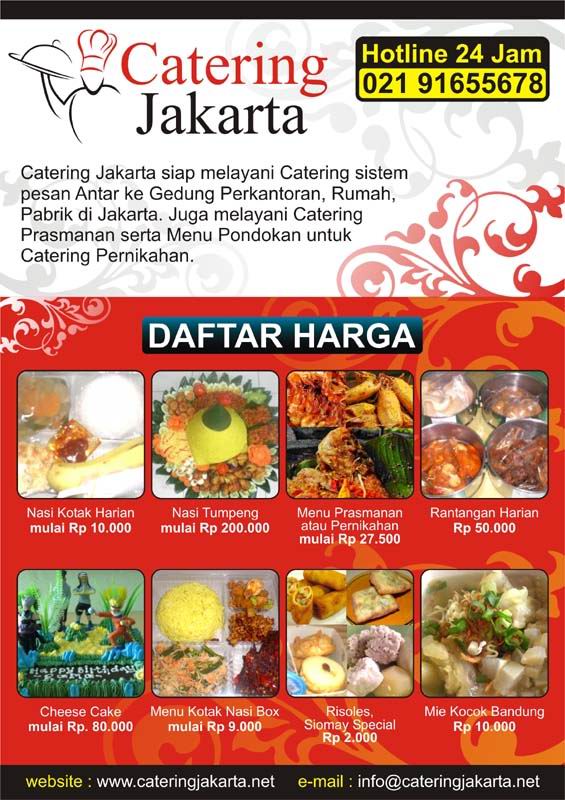 Catering
Jakarta
Hotline 24 Jam
021 91655678
Catering Jakarta siap melayani Catering sistem
pesan Antar ke Gedung Perkantoran, Rumah,
Pabrik di Jakarta. Juga melayani Catering
Prasmanan serta Menu Pondokan untuk
Catering Pernikahan.
DAFTAR HARGA
Nasi Kotak Harian
mulai Rp 10.000
Nasi Tumpeng
mulai Rp 200.000
Menu Prasmanan
atau Pernikahan
mulai Rp 27.500
Rantangan Harian
Rp 50.000
Happy Birthday
Cheese Cake
mulai Rp. 80.000
Menu Kotak Nasi Box
mulai Rp 9.000
Risoles,
Siomay Special
Rp 2.000
Mie Kocok Bandung
Rp 10.000
website : www.cateringjakarta.net
e-mail : info@cateringjakarta.net